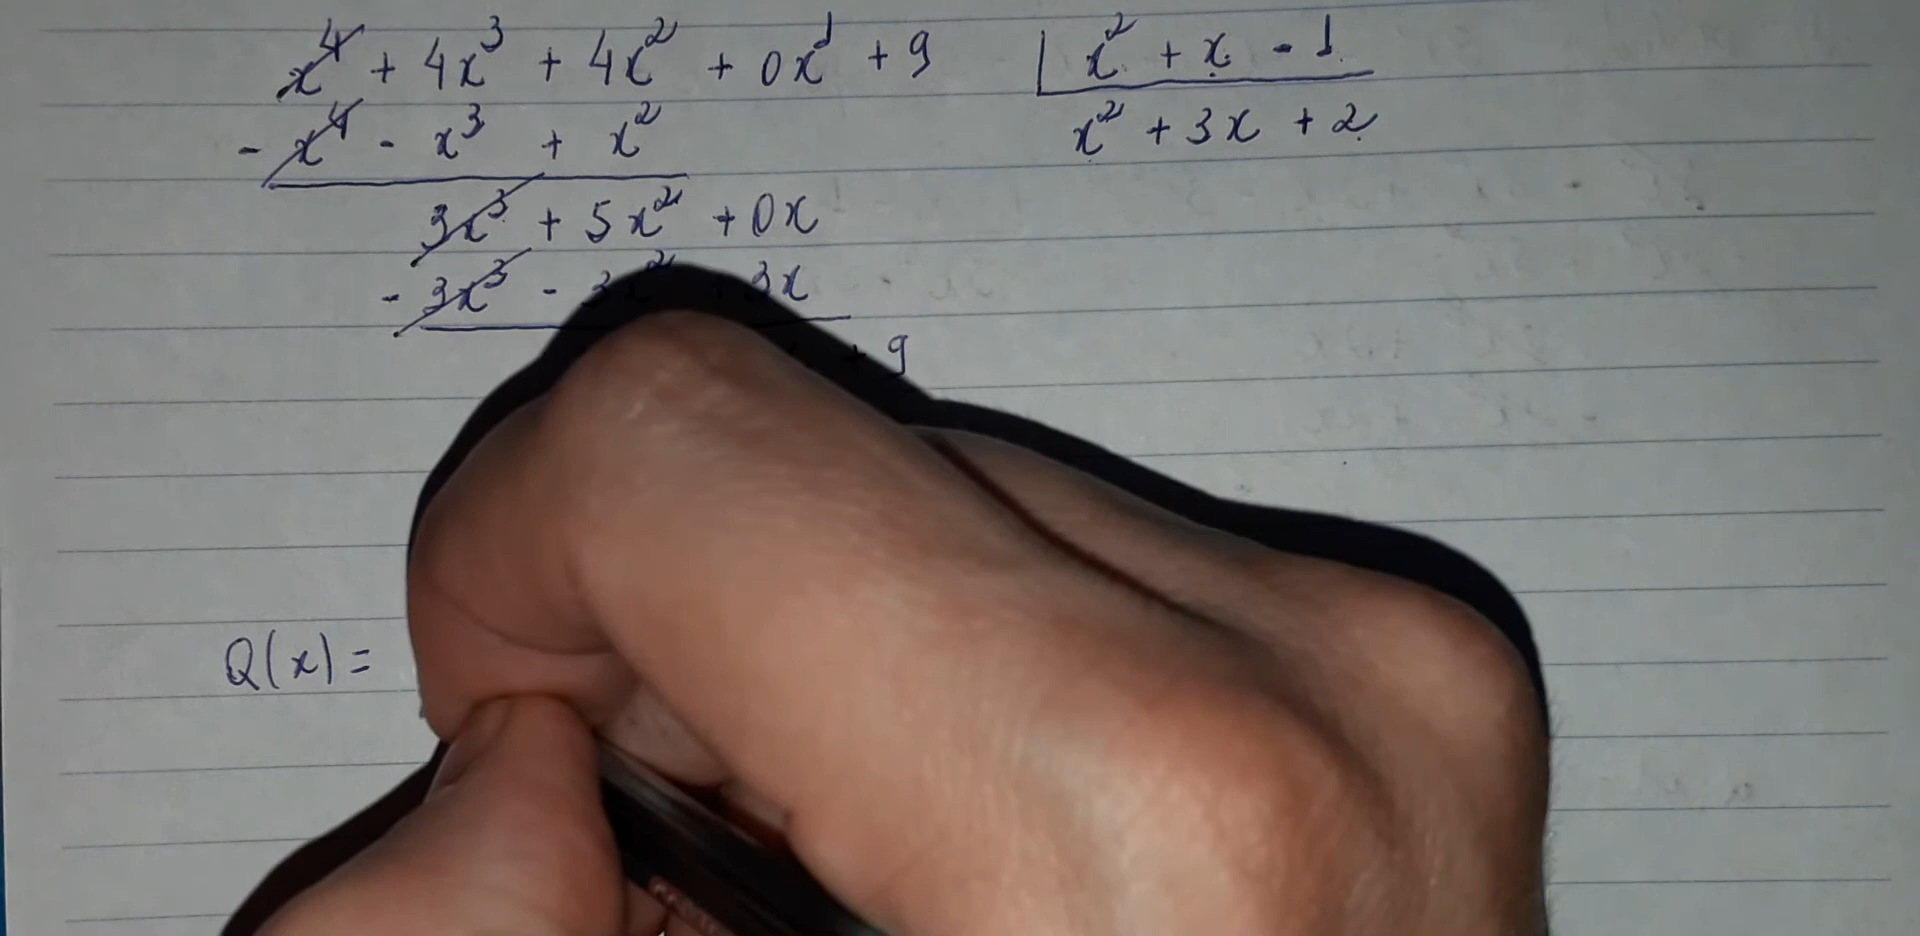 x⁴ + 4x³ + 4x² + 0x¹ + 9 | x² + x - 1
- x⁴ - x³ + x² x² + 3x + 2
3x³ + 5x² + 0x
- 3x³ - 3x² + 3x
+ 9
Q(x) =